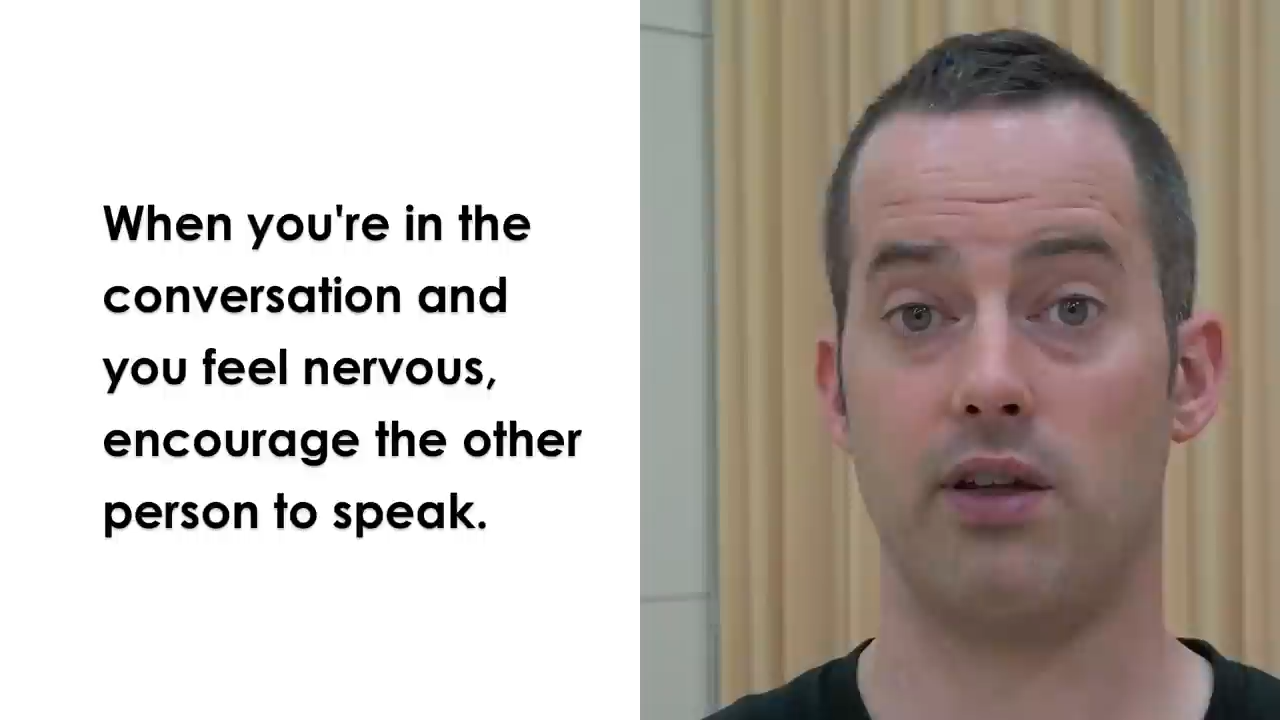 When you're in the
conversation and
you feel nervous,
encourage the other
person to speak.